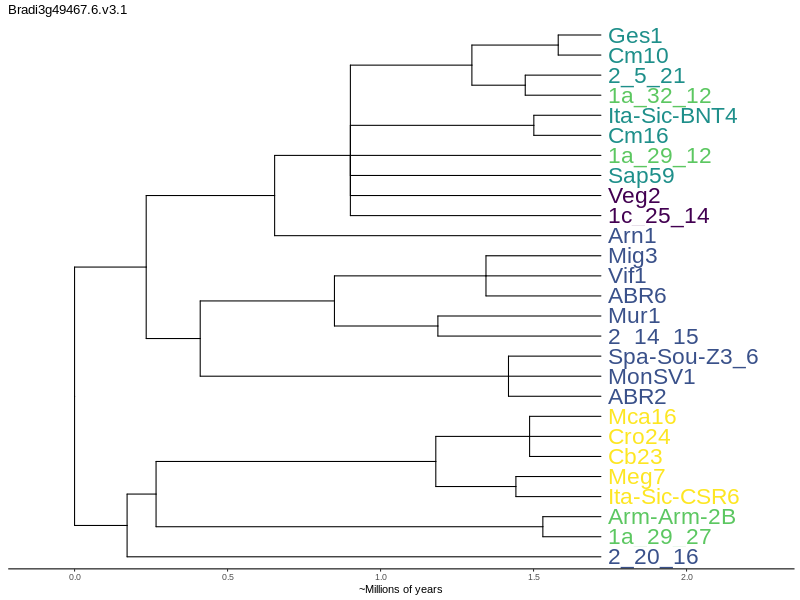 Bradi3g49467.6.v3.1
Ges1
Cm10
2_5_21
1a_32_12
Ita-Sic-BNT4
Cm16
1a_29_12
Sap59
Veg2
1c_25_14
Arn1
Mig3
Vif1
ABR6
Mur1
2_14_15
Spa-Sou-Z3_6
MonSV1
ABR2
Mca16
Cro24
Cb23
Meg7
Ita-Sic-CSR6
Arm-Arm-2B
1a_29_27
2_20_16
0.0 0.5 1.0 1.5 2.0
~Millions of years